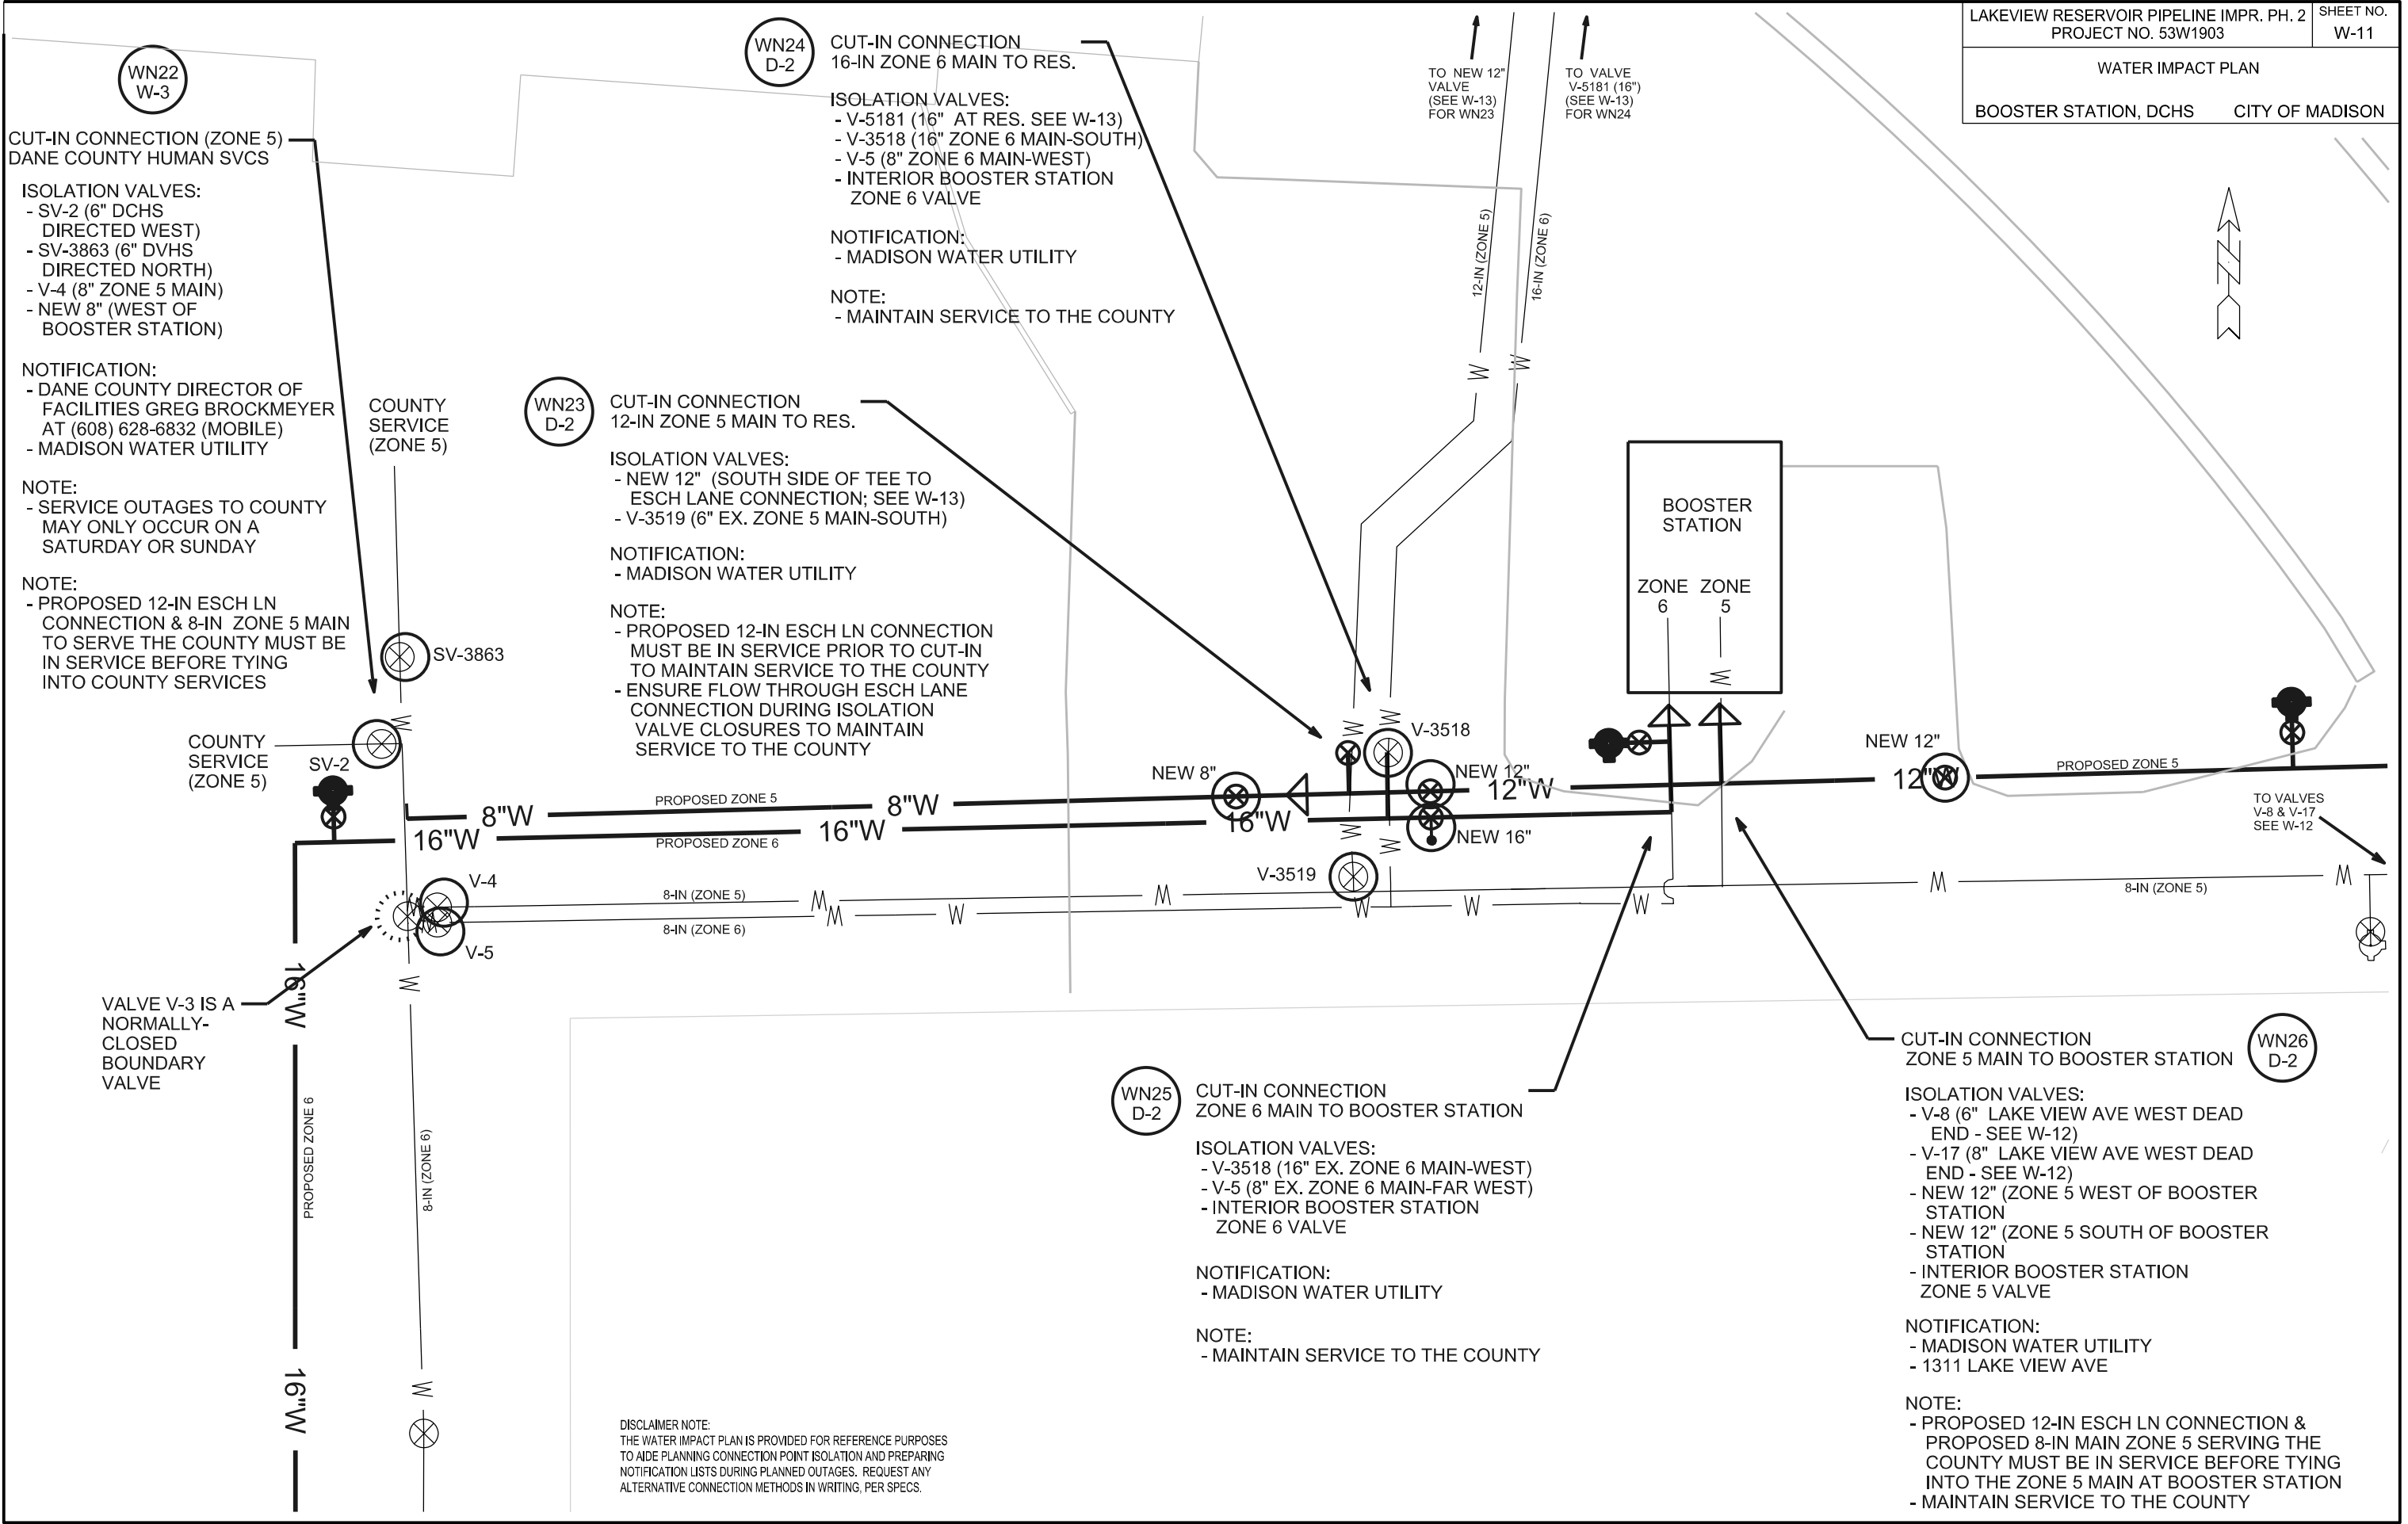 LAKEVIEW RESERVOIR PIPELINE IMPR. PH. 2
PROJECT NO. 53W1903
SHEET NO.
W-11
WATER IMPACT PLAN
BOOSTER STATION, DCHS CITY OF MADISON
WN22
W-3
CUT-IN CONNECTION (ZONE 5)
DANE COUNTY HUMAN SVCS
ISOLATION VALVES:
- SV-2 (6" DCHS
DIRECTED WEST)
- SV-3863 (6" DVHS
DIRECTED NORTH)
- V-4 (8" ZONE 5 MAIN)
- NEW 8" (WEST OF
BOOSTER STATION)
NOTIFICATION:
- DANE COUNTY DIRECTOR OF
FACILITIES GREG BROCKMEYER
AT (608) 628-6832 (MOBILE)
- MADISON WATER UTILITY
NOTE:
- SERVICE OUTAGES TO COUNTY
MAY ONLY OCCUR ON A
SATURDAY OR SUNDAY
NOTE:
- PROPOSED 12-IN ESCH LN
CONNECTION & 8-IN ZONE 5 MAIN
TO SERVE THE COUNTY MUST BE
IN SERVICE BEFORE TYING
INTO COUNTY SERVICES
WN24
D-2
CUT-IN CONNECTION
16-IN ZONE 6 MAIN TO RES.
ISOLATION VALVES:
- V-5181 (16" AT RES. SEE W-13)
- V-3518 (16" ZONE 6 MAIN-SOUTH)
- V-5 (8" ZONE 6 MAIN-WEST)
- INTERIOR BOOSTER STATION
ZONE 6 VALVE
NOTIFICATION:
- MADISON WATER UTILITY
NOTE:
- MAINTAIN SERVICE TO THE COUNTY
WN23
D-2
CUT-IN CONNECTION
12-IN ZONE 5 MAIN TO RES.
ISOLATION VALVES:
- NEW 12" (SOUTH SIDE OF TEE TO
ESCH LANE CONNECTION; SEE W-13)
- V-3519 (6" EX. ZONE 5 MAIN-SOUTH)
NOTIFICATION:
- MADISON WATER UTILITY
NOTE:
- PROPOSED 12-IN ESCH LN CONNECTION
MUST BE IN SERVICE PRIOR TO CUT-IN
TO MAINTAIN SERVICE TO THE COUNTY
- ENSURE FLOW THROUGH ESCH LANE
CONNECTION DURING ISOLATION
VALVE CLOSURES TO MAINTAIN
SERVICE TO THE COUNTY
TO NEW 12"
VALVE
(SEE W-13)
FOR WN23
TO VALVE
V-5181 (16")
(SEE W-13)
FOR WN24
12-IN (ZONE 5)
16-IN (ZONE 6)
W
W
COUNTY
SERVICE
(ZONE 5)
SV-3863
W
COUNTY
SERVICE
(ZONE 5)
SV-2
BOOSTER
STATION
ZONE
6
ZONE
5
W
W
W
V-3518
NEW 8"
NEW 12"
NEW 12"
8"W
PROPOSED ZONE 5
8"W
12"W
12"W
PROPOSED ZONE 5
16"W
PROPOSED ZONE 6
16"W
16"W
NEW 16"
W
W
V-3519
TO VALVES
V-8 & V-17
SEE W-12
V-4
8-IN (ZONE 5)
W
W
W
8-IN (ZONE 5)
W
V-5
8-IN (ZONE 6)
W
W
W
W
W
W
VALVE V-3 IS A
NORMALLY-
CLOSED
BOUNDARY
VALVE
16"W
PROPOSED ZONE 6
16"W
W
8-IN (ZONE 6)
W
WN25
D-2
CUT-IN CONNECTION
ZONE 6 MAIN TO BOOSTER STATION
ISOLATION VALVES:
- V-3518 (16" EX. ZONE 6 MAIN-WEST)
- V-5 (8" EX. ZONE 6 MAIN-FAR WEST)
- INTERIOR BOOSTER STATION
ZONE 6 VALVE
NOTIFICATION:
- MADISON WATER UTILITY
NOTE:
- MAINTAIN SERVICE TO THE COUNTY
WN26
D-2
CUT-IN CONNECTION
ZONE 5 MAIN TO BOOSTER STATION
ISOLATION VALVES:
- V-8 (6" LAKE VIEW AVE WEST DEAD
END - SEE W-12)
- V-17 (8" LAKE VIEW AVE WEST DEAD
END - SEE W-12)
- NEW 12" (ZONE 5 WEST OF BOOSTER
STATION
- NEW 12" (ZONE 5 SOUTH OF BOOSTER
STATION
- INTERIOR BOOSTER STATION
ZONE 5 VALVE
NOTIFICATION:
- MADISON WATER UTILITY
- 1311 LAKE VIEW AVE
NOTE:
- PROPOSED 12-IN ESCH LN CONNECTION &
PROPOSED 8-IN MAIN ZONE 5 SERVING THE
COUNTY MUST BE IN SERVICE BEFORE TYING
INTO THE ZONE 5 MAIN AT BOOSTER STATION
- MAINTAIN SERVICE TO THE COUNTY
DISCLAIMER NOTE:
THE WATER IMPACT PLAN IS PROVIDED FOR REFERENCE PURPOSES
TO AIDE PLANNING CONNECTION POINT ISOLATION AND PREPARING
NOTIFICATION LISTS DURING PLANNED OUTAGES. REQUEST ANY
ALTERNATIVE CONNECTION METHODS IN WRITING, PER SPECS.